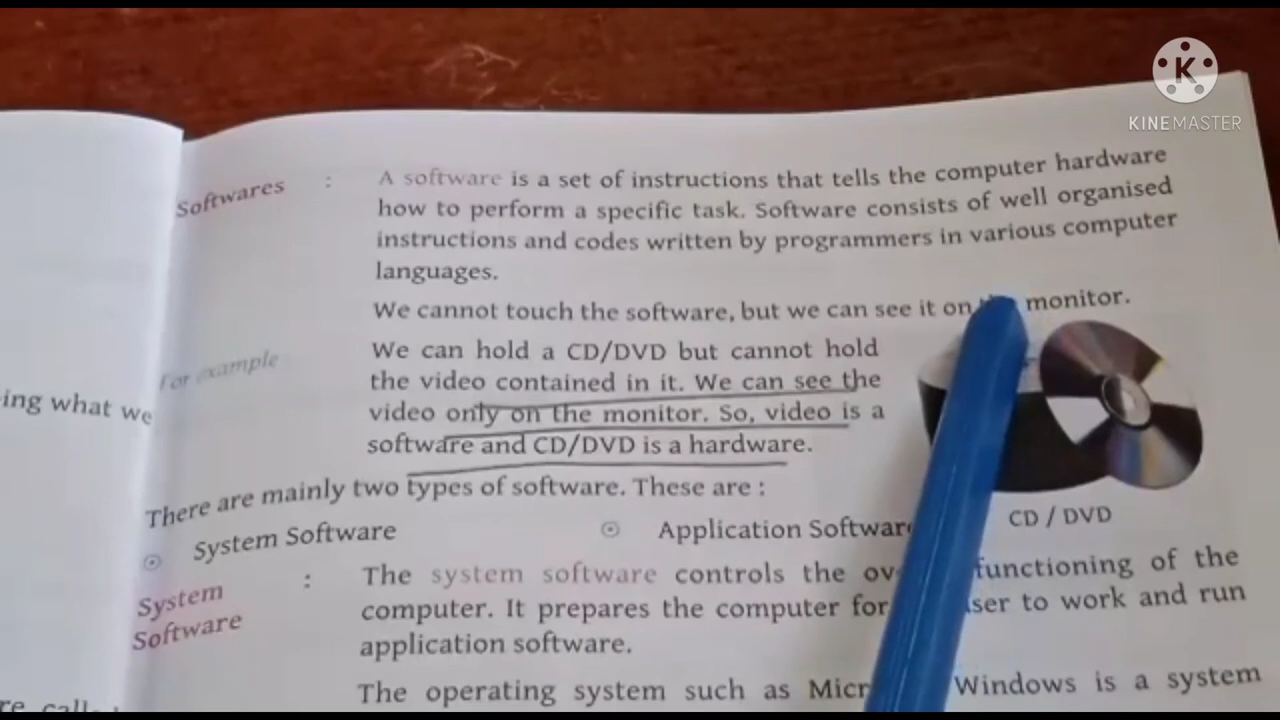 KINEMASTER
Softwares : A software is a set of instructions that tells the computer hardware
how to perform a specific task. Software consists of well organised
instructions and codes written by programmers in various computer
languages.
We cannot touch the software, but we can see it on monitor.
For example We can hold a CD/DVD but cannot hold
the video contained in it. We can see the
video only on the monitor. So, video is a
software and CD/DVD is a hardware.
ing what we
There are mainly two types of software. These are :
System Software Application Softwar
CD / DVD
System Software : The system software controls the ov functioning of the
computer. It prepares the computer for ser to work and run
application software.
The operating system such as Micr Windows is a system